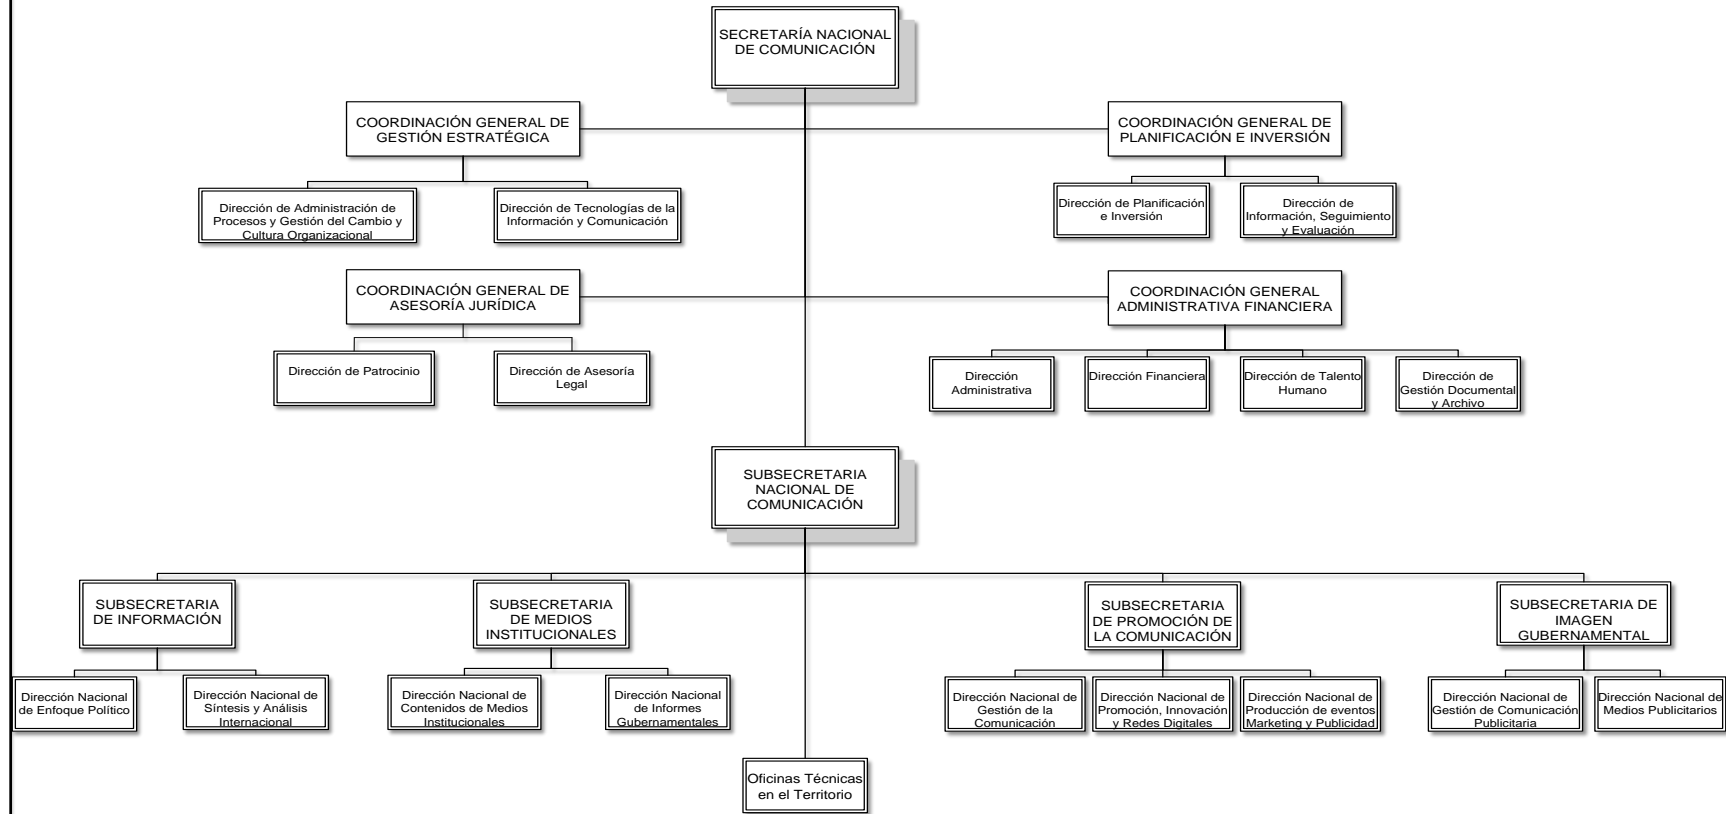 SECRETARÍA NACIONAL
DE COMUNICACIÓN
COORDINACIÓN GENERAL DE
GESTIÓN ESTRATÉGICA
COORDINACIÓN GENERAL DE
PLANIFICACIÓN E INVERSIÓN
Dirección de Administración de
Procesos y Gestión del Cambio y
Cultura Organizacional
Dirección de Tecnologías de la
Información y Comunicación
Dirección de Planificación
e Inversión
Dirección de
Información, Seguimiento
y Evaluación
COORDINACIÓN GENERAL DE
ASESORÍA JURÍDICA
COORDINACIÓN GENERAL
ADMINISTRATIVA FINANCIERA
Dirección de Patrocinio
Dirección de Asesoría
Legal
Dirección
Administrativa
Dirección Financiera
Dirección de Talento
Humano
Dirección de
Gestión Documental
y Archivo
SUBSECRETARIA
NACIONAL DE
COMUNICACIÓN
SUBSECRETARIA
DE INFORMACIÓN
SUBSECRETARIA
DE MEDIOS
INSTITUCIONALES
SUBSECRETARIA
DE PROMOCIÓN DE
LA COMUNICACIÓN
SUBSECRETARIA DE
IMAGEN
GUBERNAMENTAL
Dirección Nacional
de Enfoque Político
Dirección Nacional de
Síntesis y Análisis
Internacional
Dirección Nacional de
Contenidos de Medios
Institucionales
Dirección Nacional
de Informes
Gubernamentales
Dirección Nacional de
Gestión de la
Comunicación
Dirección Nacional de
Promoción, Innovación
y Redes Digitales
Dirección Nacional de
Producción de eventos
Marketing y Publicidad
Dirección Nacional de
Gestión de Comunicación
Publicitaria
Dirección Nacional de
Medios Publicitarios
Oficinas Técnicas
en el Territorio